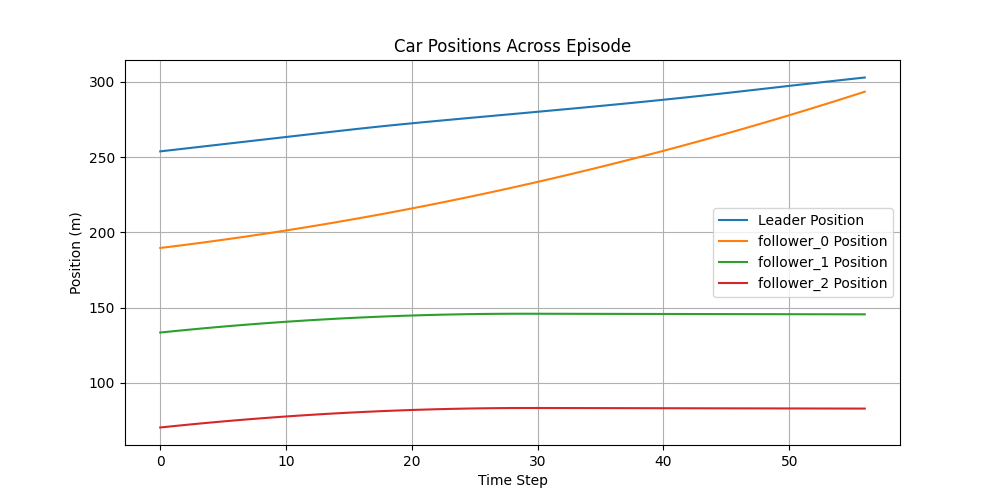 Car Positions Across Episode
Position (m)
300
250
200
150
100
Leader Position
follower_0 Position
follower_1 Position
follower_2 Position
0 10 20 30 40 50
Time Step